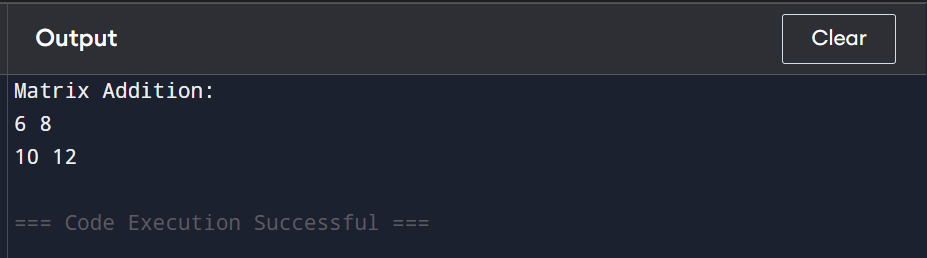 Output
Clear
Matrix Addition:
6 8
10 12
=== Code Execution Successful ===